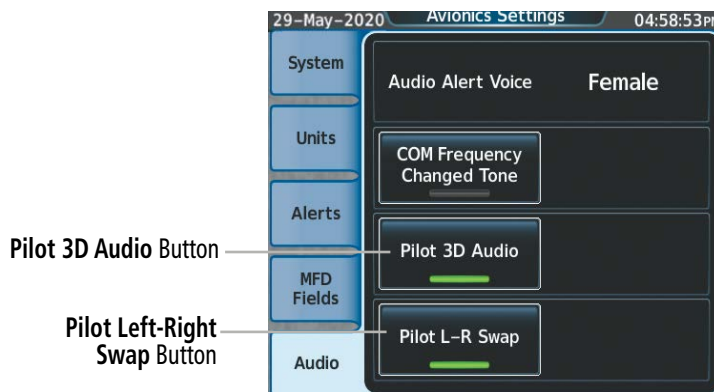 29-May-2020 Avionics Settings 04:58:53PM
System
Audio Alert Voice Female
Units
COM Frequency
Changed Tone
Alerts
Pilot 3D Audio Button
Pilot 3D Audio
MFD
Fields
Pilot Left-Right
Swap Button
Pilot L-R Swap
Audio